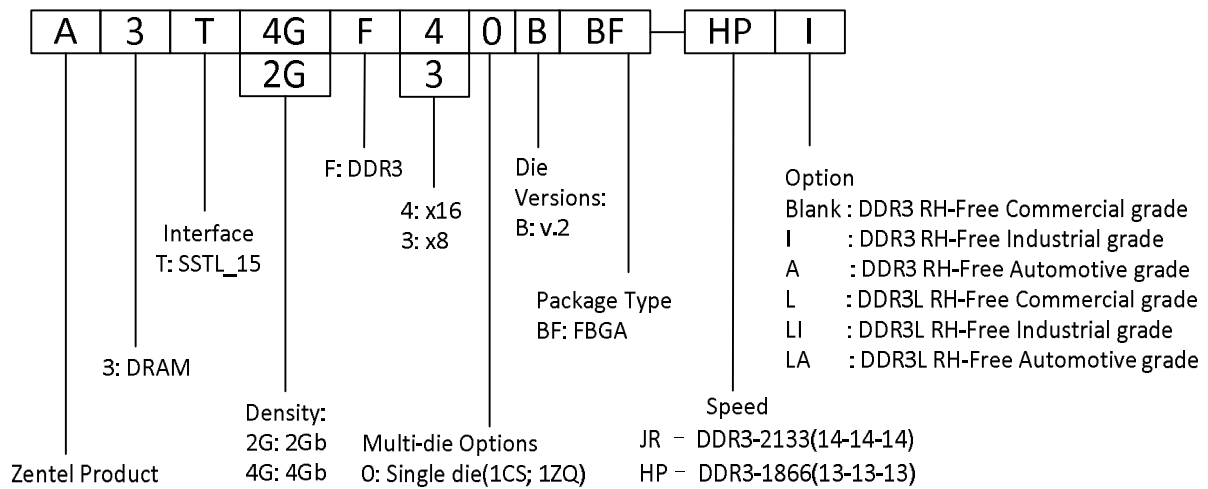 A 3 T 4G F 4 0 B BF — HP I
2G 3
F: DDR3
4: x16
3: x8
Die
Versions:
B: v.2
Interface
T: SSTL_15
Package Type
BF: FBGA
3: DRAM
Option
Blank : DDR3 RH-Free Commercial grade
I : DDR3 RH-Free Industrial grade
A : DDR3 RH-Free Automotive grade
L : DDR3L RH-Free Commercial grade
LI : DDR3L RH-Free Industrial grade
LA : DDR3L RH-Free Automotive grade
Density:
2G: 2Gb
4G: 4Gb
Multi-die Options
0: Single die(1CS; 1ZQ)
Speed
JR – DDR3-2133(14-14-14)
HP – DDR3-1866(13-13-13)
Zentel Product